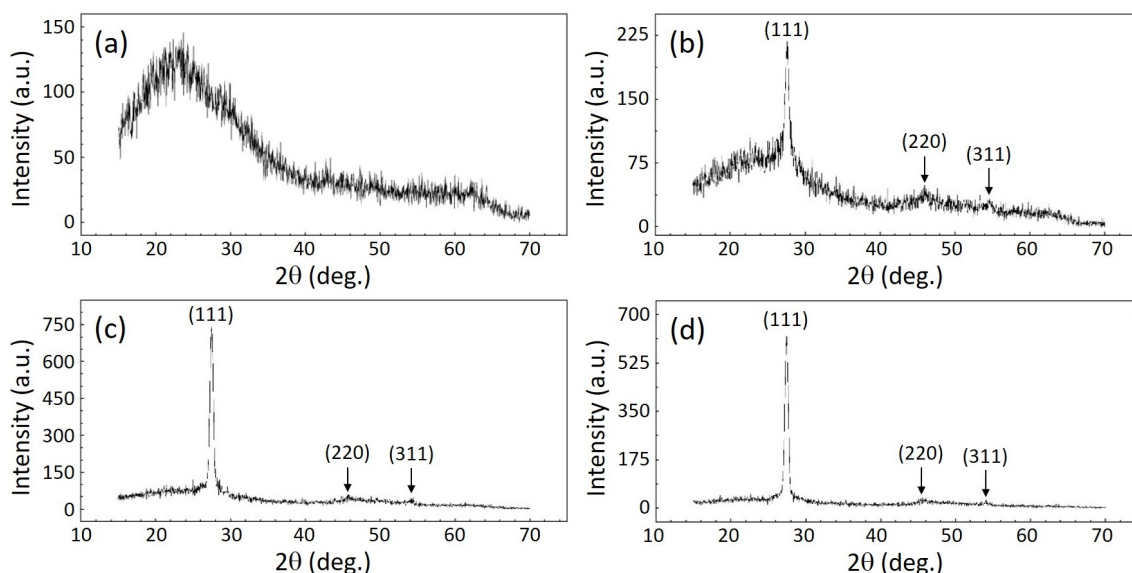 (a)
Intensity (a.u.)
150
100
50
0
10 20 30 40 50 60 70
2θ (deg.)
(b)
(111)
(220)
(311)
Intensity (a.u.)
225
150
75
0
10 20 30 40 50 60 70
2θ (deg.)
(c)
(111)
(220) (311)
Intensity (a.u.)
750
600
450
300
150
0
10 20 30 40 50 60 70
2θ (deg.)
(d)
(111)
(220) (311)
Intensity (a.u.)
700
525
350
175
0
10 20 30 40 50 60 70
2θ (deg.)